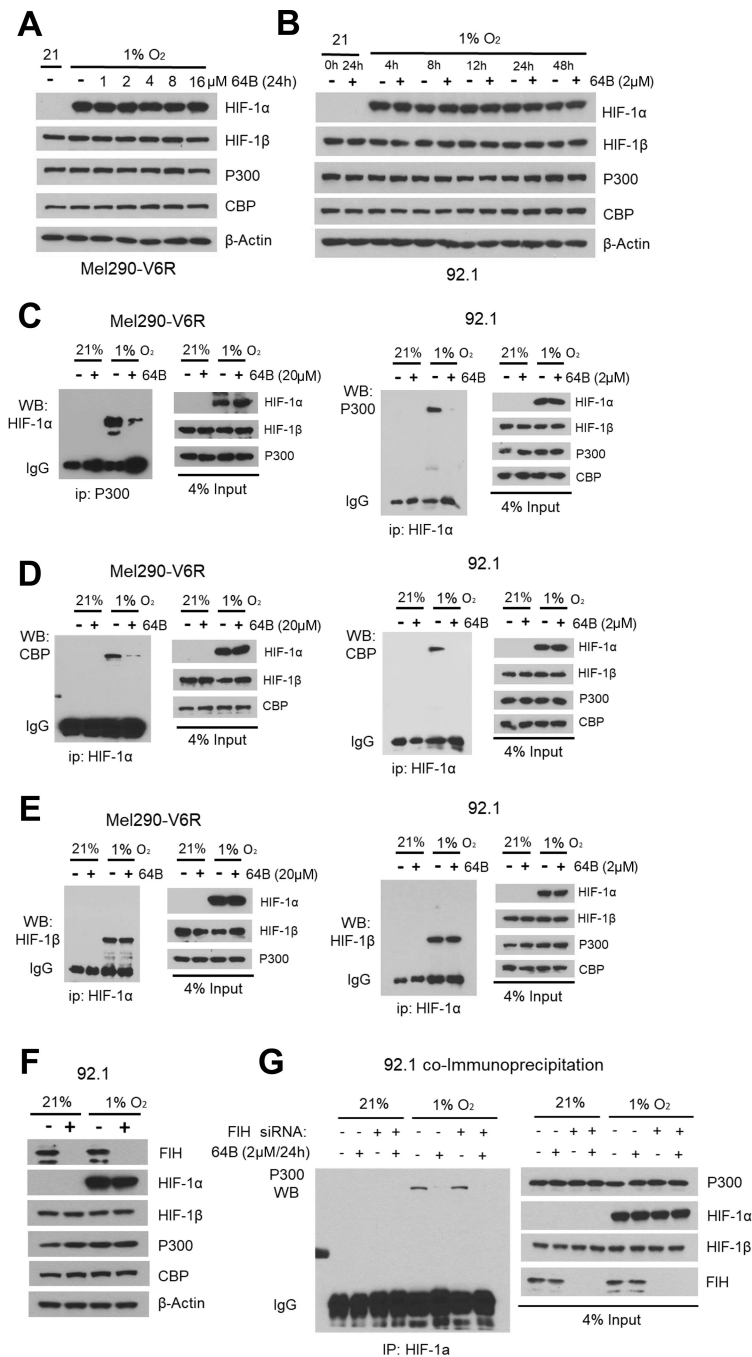 A
21 1% O2
- - 1 2 4 8 16 µM 64B (24h)
HIF-1α
HIF-1β
P300
CBP
β-Actin
Mel290-V6R
B
21 1% O2
0h 24h 4h 8h 12h 24h 48h
- + - + - + - + - + - + 64B (2µM)
HIF-1α
HIF-1β
P300
CBP
β-Actin
92.1
C
Mel290-V6R
21% 1% O2 21% 1% O2
- + - + 64B - + - + 64B (20µM)
WB:
HIF-1α
IgG
ip: P300
HIF-1α
HIF-1β
P300
4% Input
92.1
21% 1% O2 21% 1% O2
- + - + 64B - + - + 64B (2µM)
WB:
P300
IgG
ip: HIF-1α
HIF-1α
HIF-1β
P300
CBP
4% Input
D
Mel290-V6R
21% 1% O2 21% 1% O2
- + - + 64B - + - + 64B (20µM)
WB:
CBP
IgG
ip: HIF-1α
HIF-1α
HIF-1β
CBP
4% Input
92.1
21% 1% O2 21% 1% O2
- + - + 64B - + - + 64B (2µM)
WB:
CBP
IgG
ip: HIF-1α
HIF-1α
HIF-1β
P300
CBP
4% Input
E
Mel290-V6R
21% 1% O2 21% 1% O2
- + - + 64B - + - + 64B (20µM)
WB:
HIF-1β
IgG
ip: HIF-1α
HIF-1α
HIF-1β
P300
4% Input
92.1
21% 1% O2 21% 1% O2
- + - + 64B - + - + 64B (2µM)
WB:
HIF-1β
IgG
ip: HIF-1α
HIF-1α
HIF-1β
P300
CBP
4% Input
F
92.1
21% 1% O2
- + - +
FIH
HIF-1α
HIF-1β
P300
CBP
β-Actin
G
92.1 co-Immunoprecipitation
21% 1% O2 21% 1% O2
FIH siRNA: - - + + - - + + - - + + - - + +
64B (2µM/24h) - + - + - + - + - + - + - + - +
P300
WB
IgG
IP: HIF-1a
P300
HIF-1α
HIF-1β
FIH
4% Input